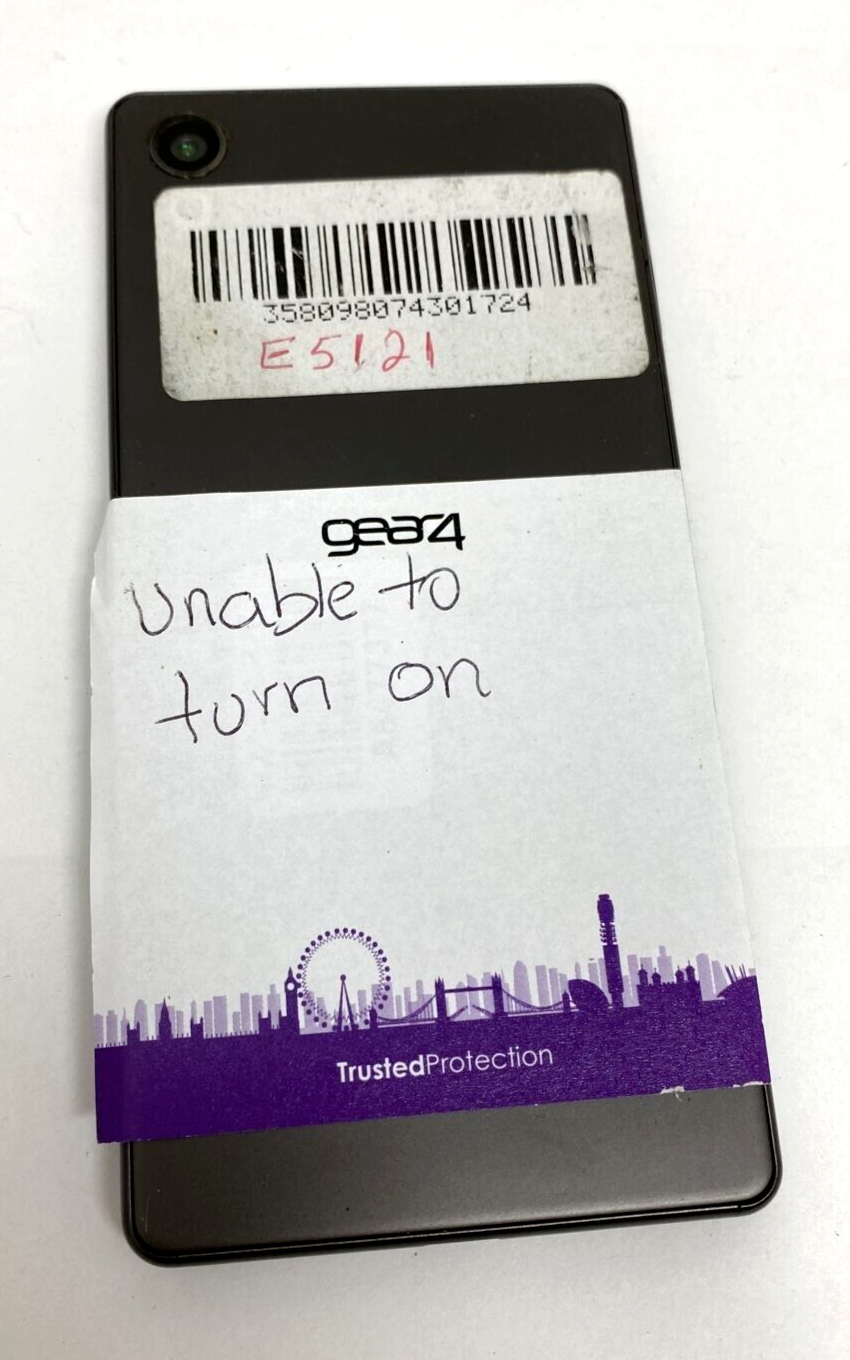 358098074301724
E5121
gear4
Unable to
turn on
TrustedProtection